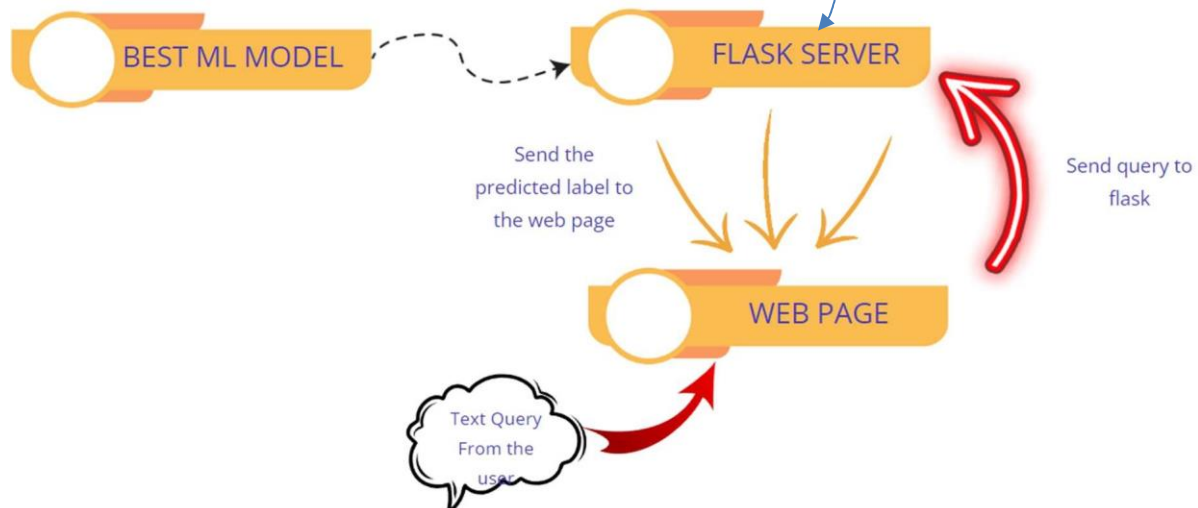 BEST ML MODEL
FLASK SERVER
Send the
predicted label to
the web page
Send query to
flask
WEB PAGE
Text Query
From the
user